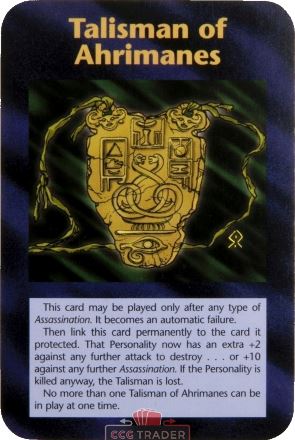 Talisman of
Ahrimanes
This card may be played only after any type of
Assassination. It becomes an automatic failure.
Then link this card permanently to the card it
protected. That Personality now has an extra +2
against any further attack to destroy . . . or +10
against any further Assassination. If the Personality is
killed anyway, the Talisman is lost.
No more than one Talisman of Ahrimanes can be
in play at one time.
CCG TRADER